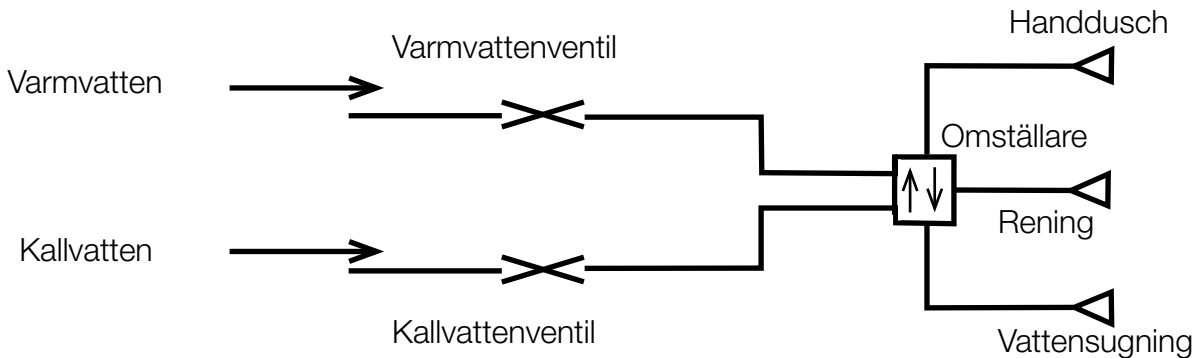 Handdusch
Varmvattenventil
Varmvatten
Omställare
Rening
Kallvatten
Kallvattenventil
Vattensugning